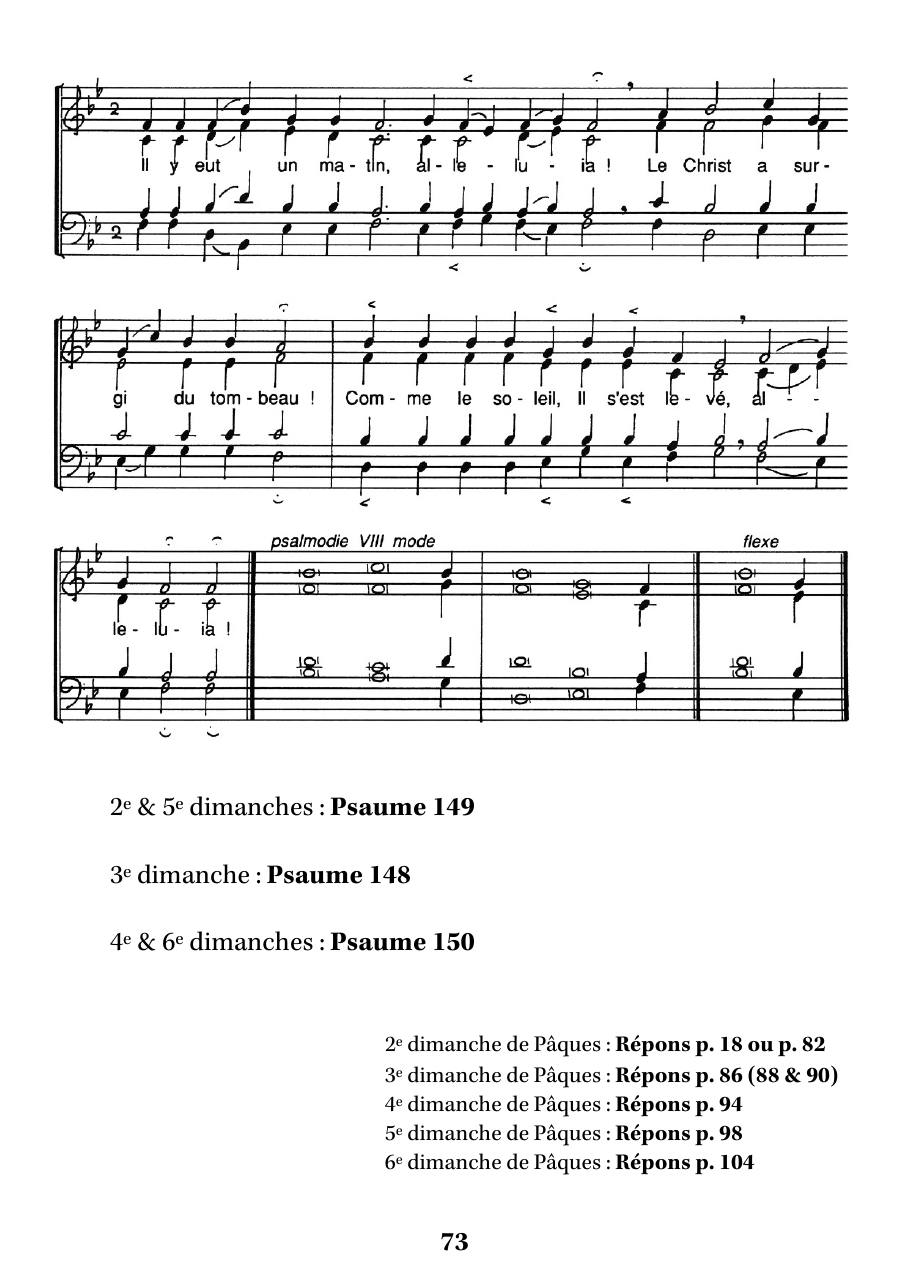 2
Il y eut un ma - tin, al - le - lu - ia ! Le Christ a sur -
2
gi du tom - beau ! Com - me le so - leil, Il s'est le - vé, al - -
psalmodie VIII mode flexe
le - lu - ia !
2e & 5e dimanches : Psaume 149
3e dimanche : Psaume 148
4e & 6e dimanches : Psaume 150
2e dimanche de Pâques : Répons p. 18 ou p. 82
3e dimanche de Pâques : Répons p. 86 (88 & 90)
4e dimanche de Pâques : Répons p. 94
5e dimanche de Pâques : Répons p. 98
6e dimanche de Pâques : Répons p. 104
73